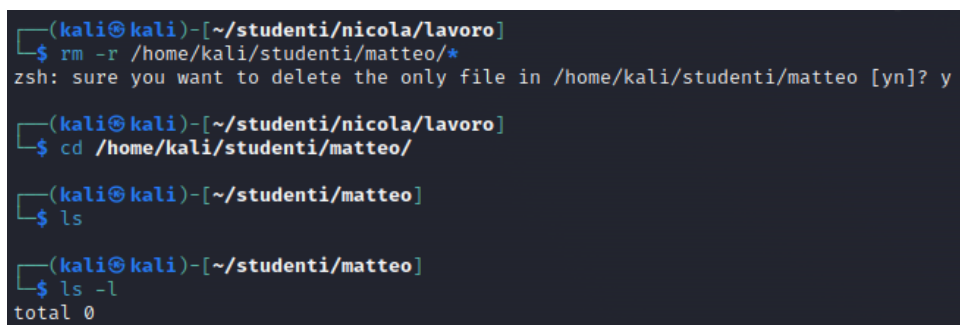 ┌──(kali㉿kali)-[~/studenti/nicola/lavoro]
└─$ rm -r /home/kali/studenti/matteo/*
zsh: sure you want to delete the only file in /home/kali/studenti/matteo [yn]? y
┌──(kali㉿kali)-[~/studenti/nicola/lavoro]
└─$ cd /home/kali/studenti/matteo/
┌──(kali㉿kali)-[~/studenti/matteo]
└─$ ls
┌──(kali㉿kali)-[~/studenti/matteo]
└─$ ls -l
total 0